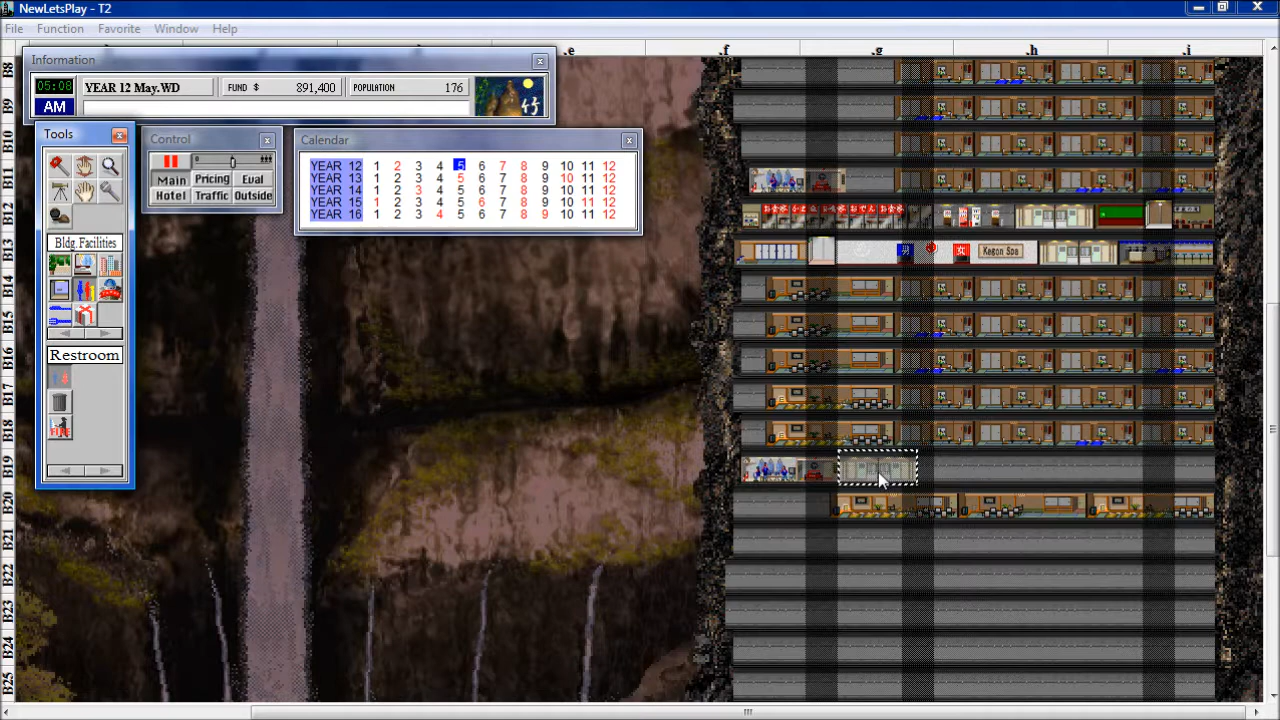 NewLetsPlay - T2
File Function Favorite Window Help
,e ,f ,g ,h ,i
Information
05:08 YEAR 12 May.WD FUND $ 891,400 POPULATION 176
AM
Tools
Control
Main Pricing Eual
Hotel Traffic Outside
Calendar
YEAR 12 1 2 3 4 5 6 7 8 9 10 11 12
YEAR 13 1 2 3 4 5 6 7 8 9 10 11 12
YEAR 14 1 2 3 4 5 6 7 8 9 10 11 12
YEAR 15 1 2 3 4 5 6 7 8 9 10 11 12
YEAR 16 1 2 3 4 5 6 7 8 9 10 11 12
Bldg. Facilities
Restroom
FIRE
B8
B9
B10
B11
B12
B13
Kegon Spa
B14
B15
B16
B17
B18
B19
B20
B21
B22
B23
B24
B25